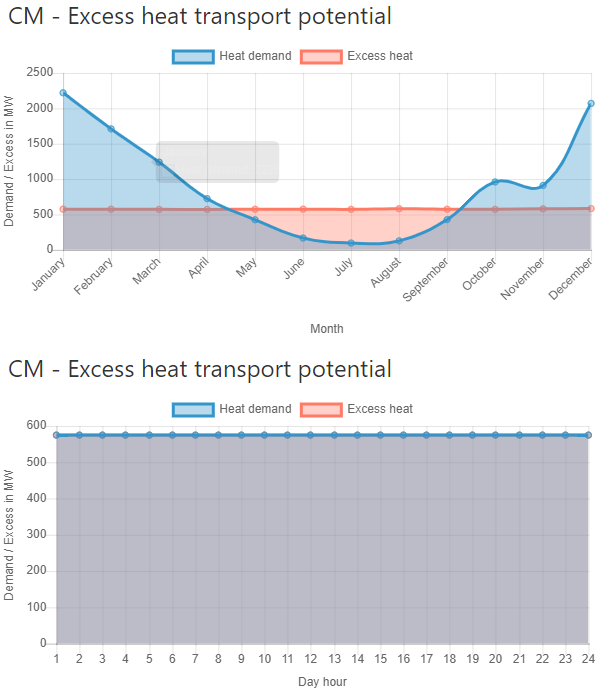 CM - Excess heat transport potential
Heat demand Excess heat
Demand / Excess in MW
2500
2000
1500
1000
500
0
January February March April May June July August September October November December
Month
CM - Excess heat transport potential
Heat demand Excess heat
Demand / Excess in MW
600
500
400
300
200
100
0
1 2 3 4 5 6 7 8 9 10 11 12 13 14 15 16 17 18 19 20 21 22 23 24
Day hour